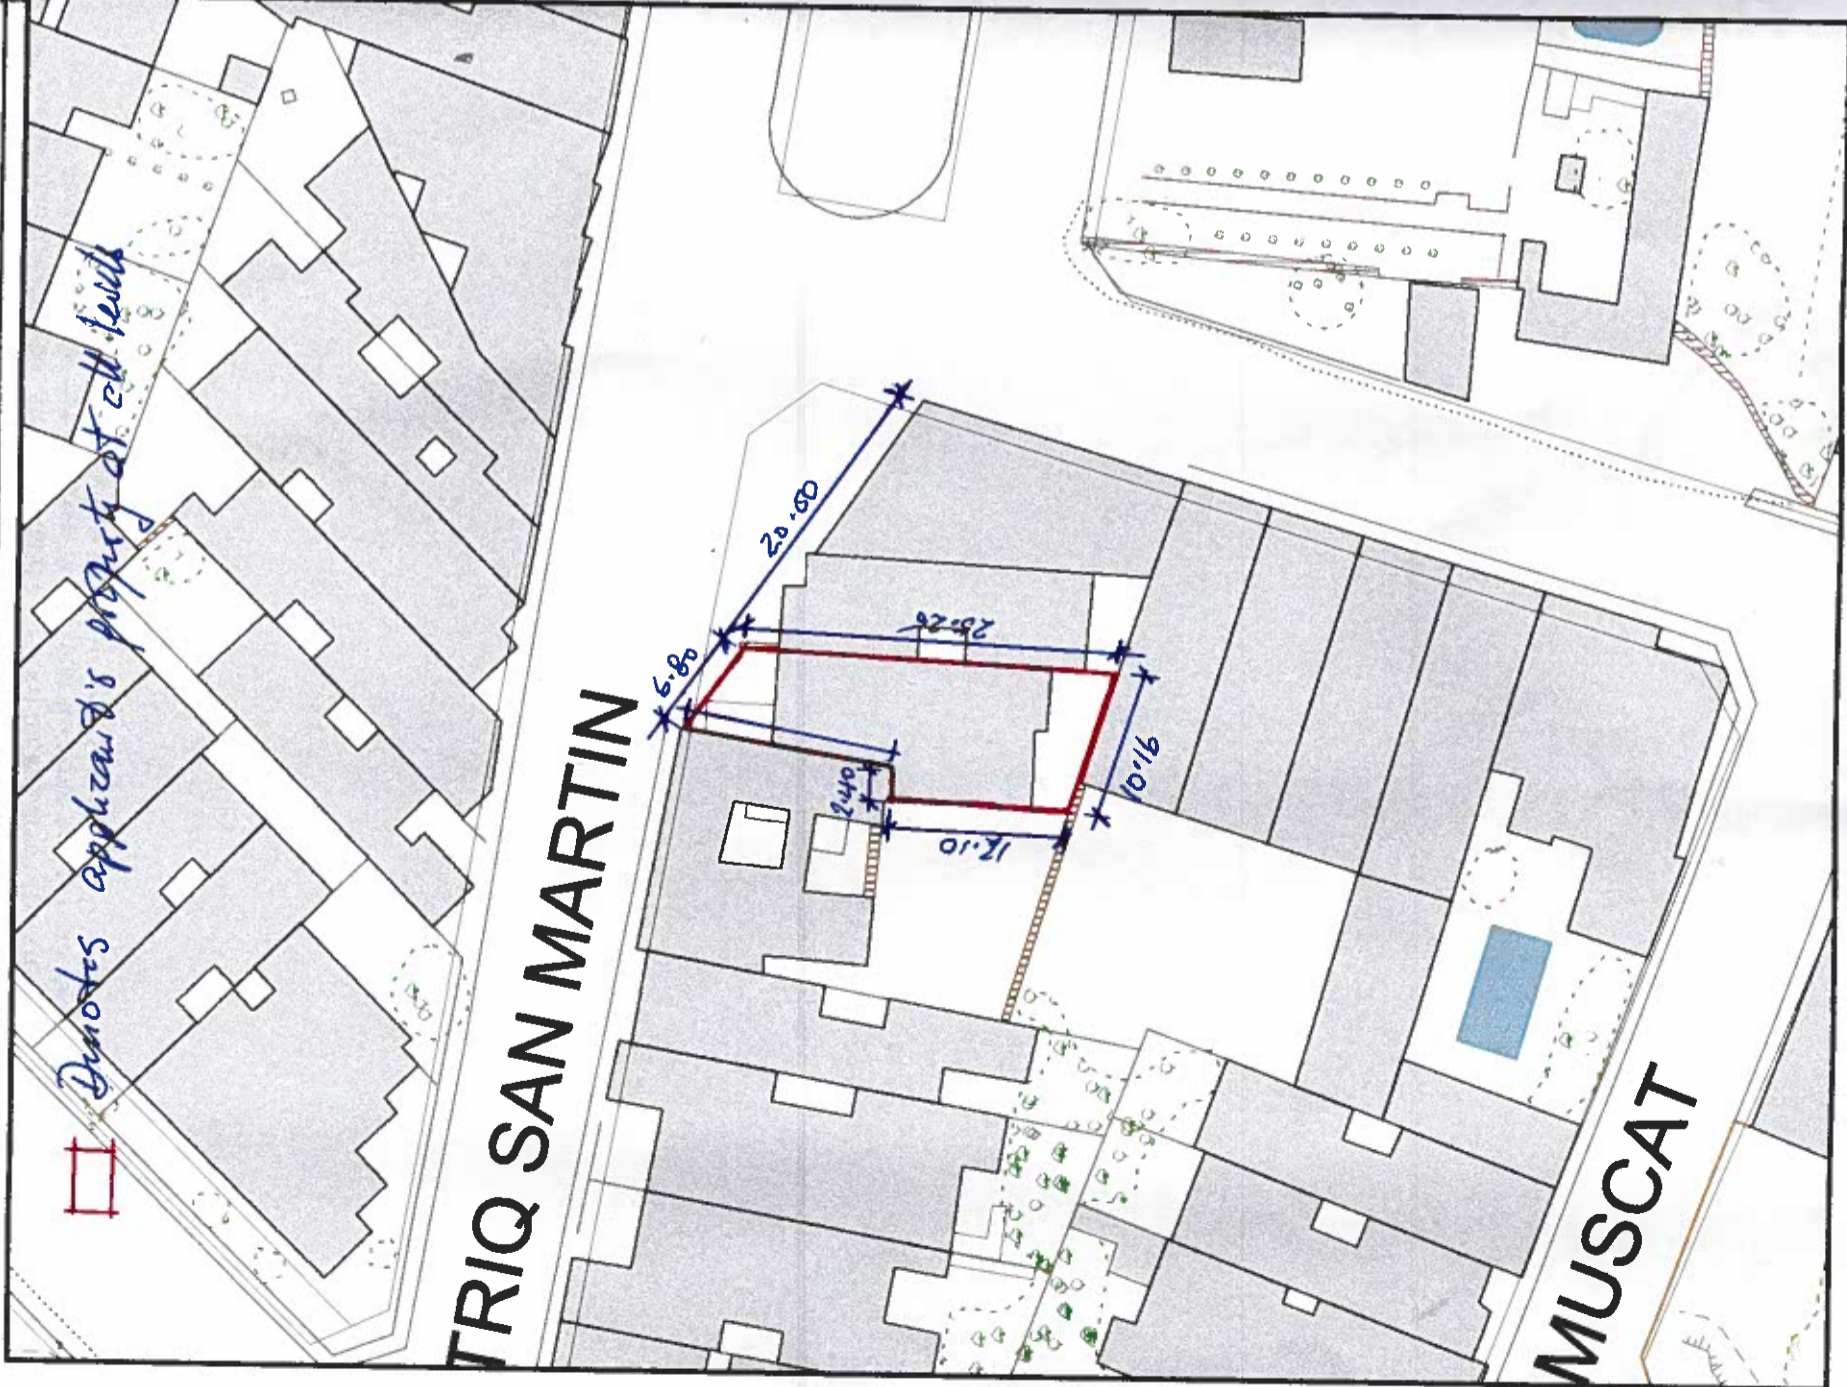 Denotes applicant's property at all levels
TRIQ SAN MARTIN
MUSCAT
20.50
6.80
25.20
2.40
12.10
10.16